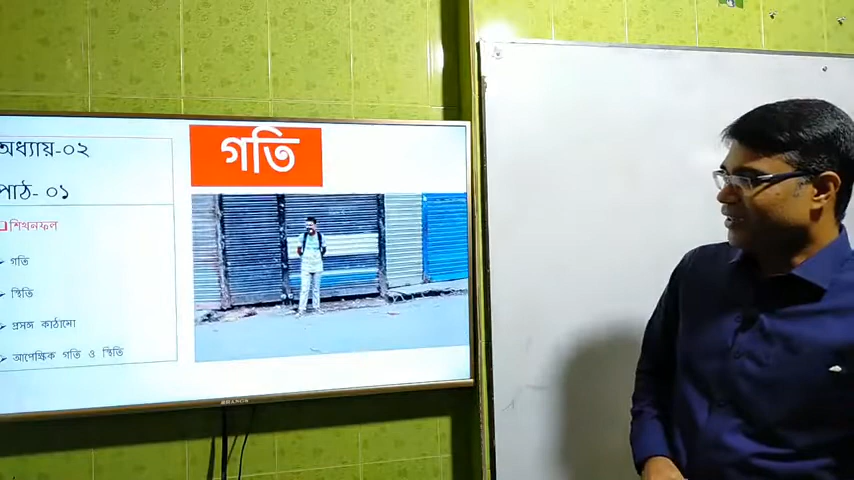 অধ্যায়-০২
পাঠ- ০১
শিখনফল
গতি
স্থিতি
প্রসঙ্গ কাঠামো
আপেক্ষিক গতি ও স্থিতি
গতি